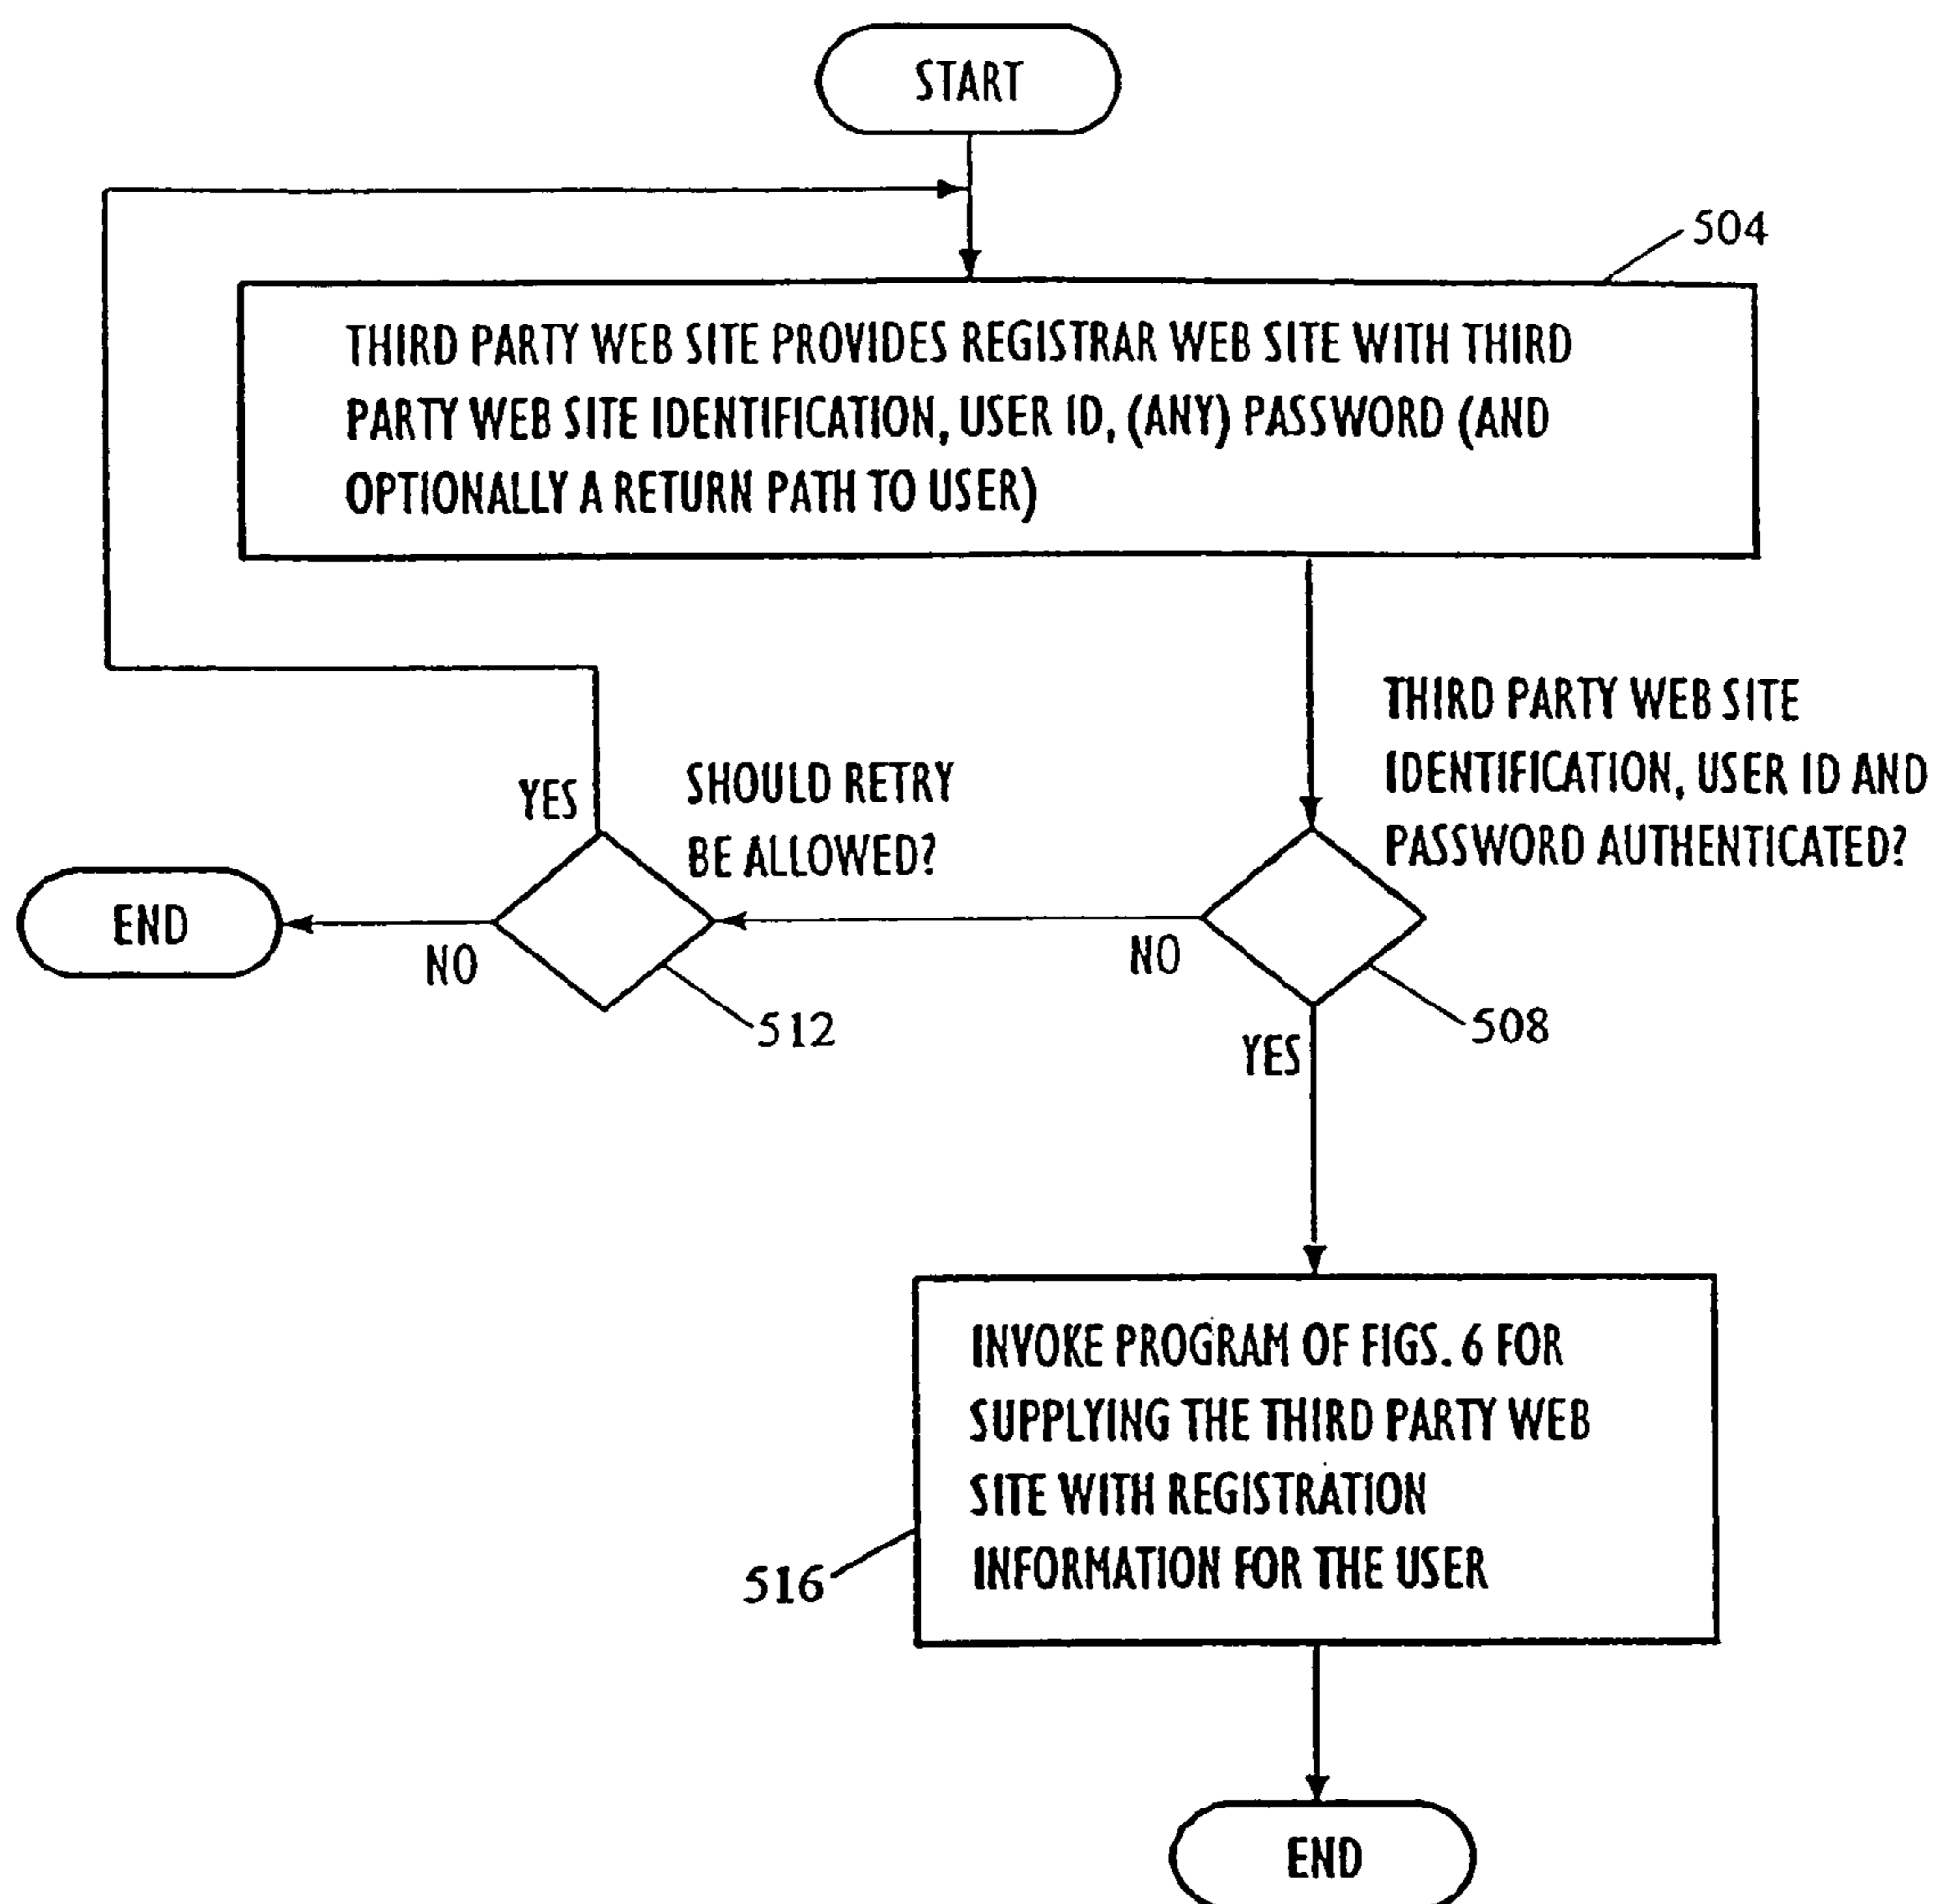 START
504
THIRD PARTY WEB SITE PROVIDES REGISTRAR WEB SITE WITH THIRD
PARTY WEB SITE IDENTIFICATION, USER ID, (ANY) PASSWORD (AND
OPTIONALLY A RETURN PATH TO USER)
THIRD PARTY WEB SITE
IDENTIFICATION, USER ID AND
PASSWORD AUTHENTICATED?
SHOULD RETRY
BE ALLOWED?
YES
END
NO
NO
512
508
YES
INVOKE PROGRAM OF FIGS. 6 FOR
SUPPLYING THE THIRD PARTY WEB
SITE WITH REGISTRATION
INFORMATION FOR THE USER
516
END